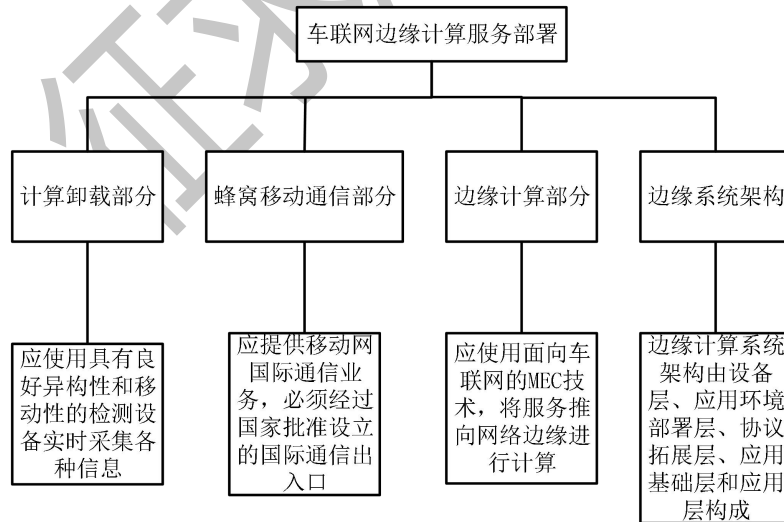 车联网边缘计算服务部署
计算卸载部分
蜂窝移动通信部分
边缘计算部分
边缘系统架构
应使用具有良
好异构性和移
动性的检测设
备实时采集各
种信息
应提供移动网
国际通信业
务，必须经过
国家批准设立
的国际通信出
入口
应使用面向车
联网的MEC技
术，将服务推
向网络边缘进
行计算
边缘计算系统
架构由设备
层、应用环境
部署层、协议
拓展层、应用
基础层和应用
层构成
征求